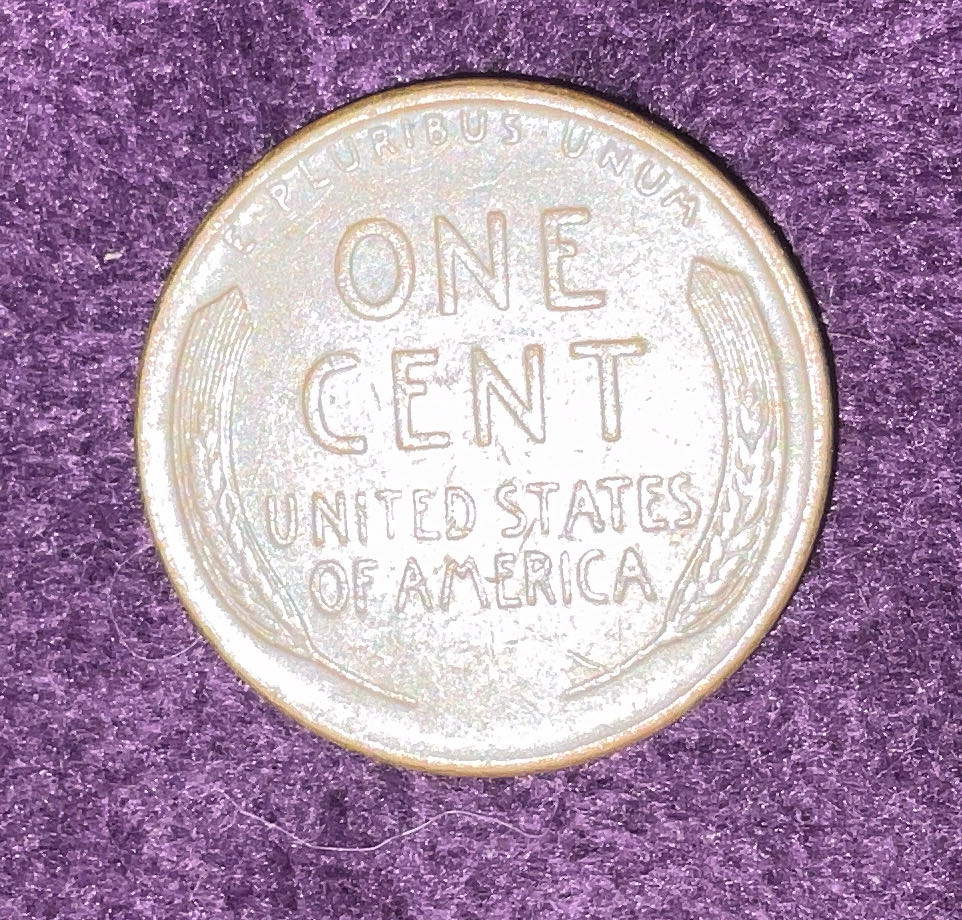 E PLURIBUS UNUM
ONE
CENT
UNITED STATES
OF AMERICA